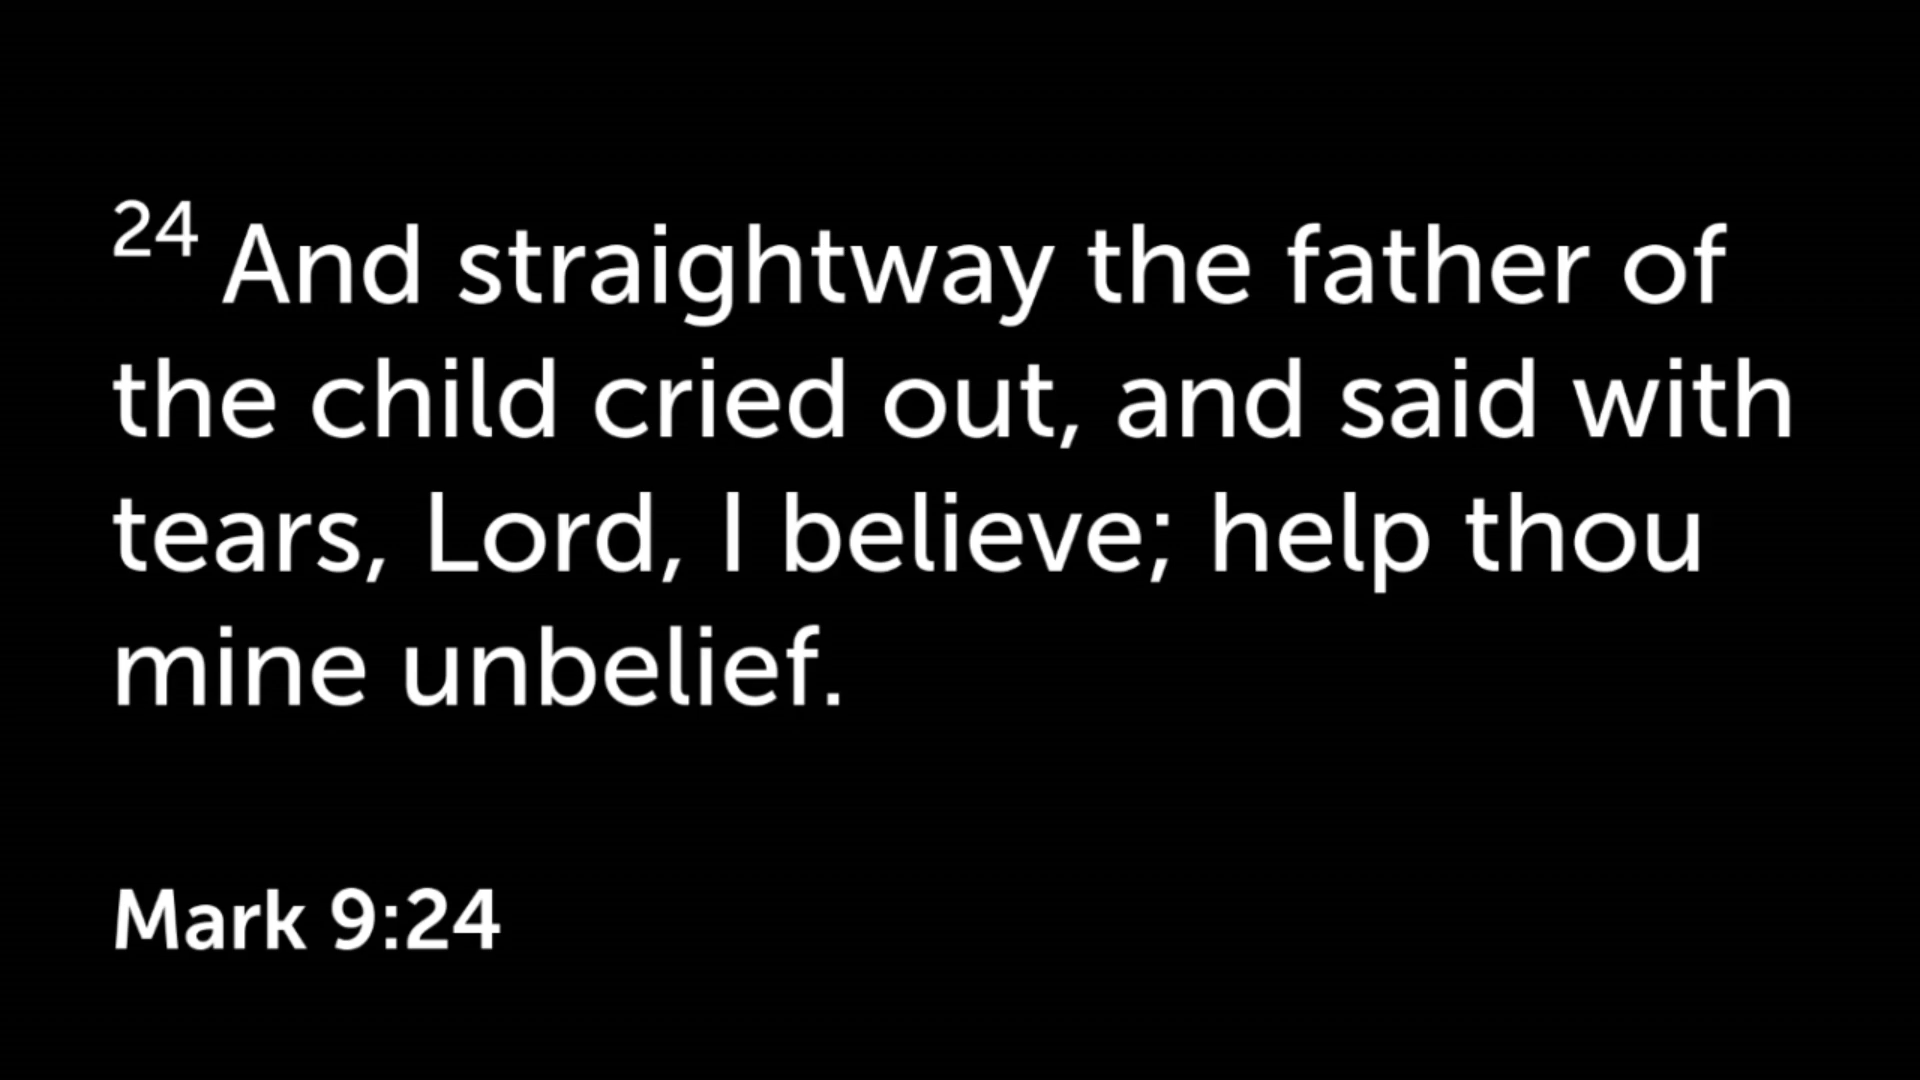 24 And straightway the father of
the child cried out, and said with
tears, Lord, I believe; help thou
mine unbelief.
Mark 9:24